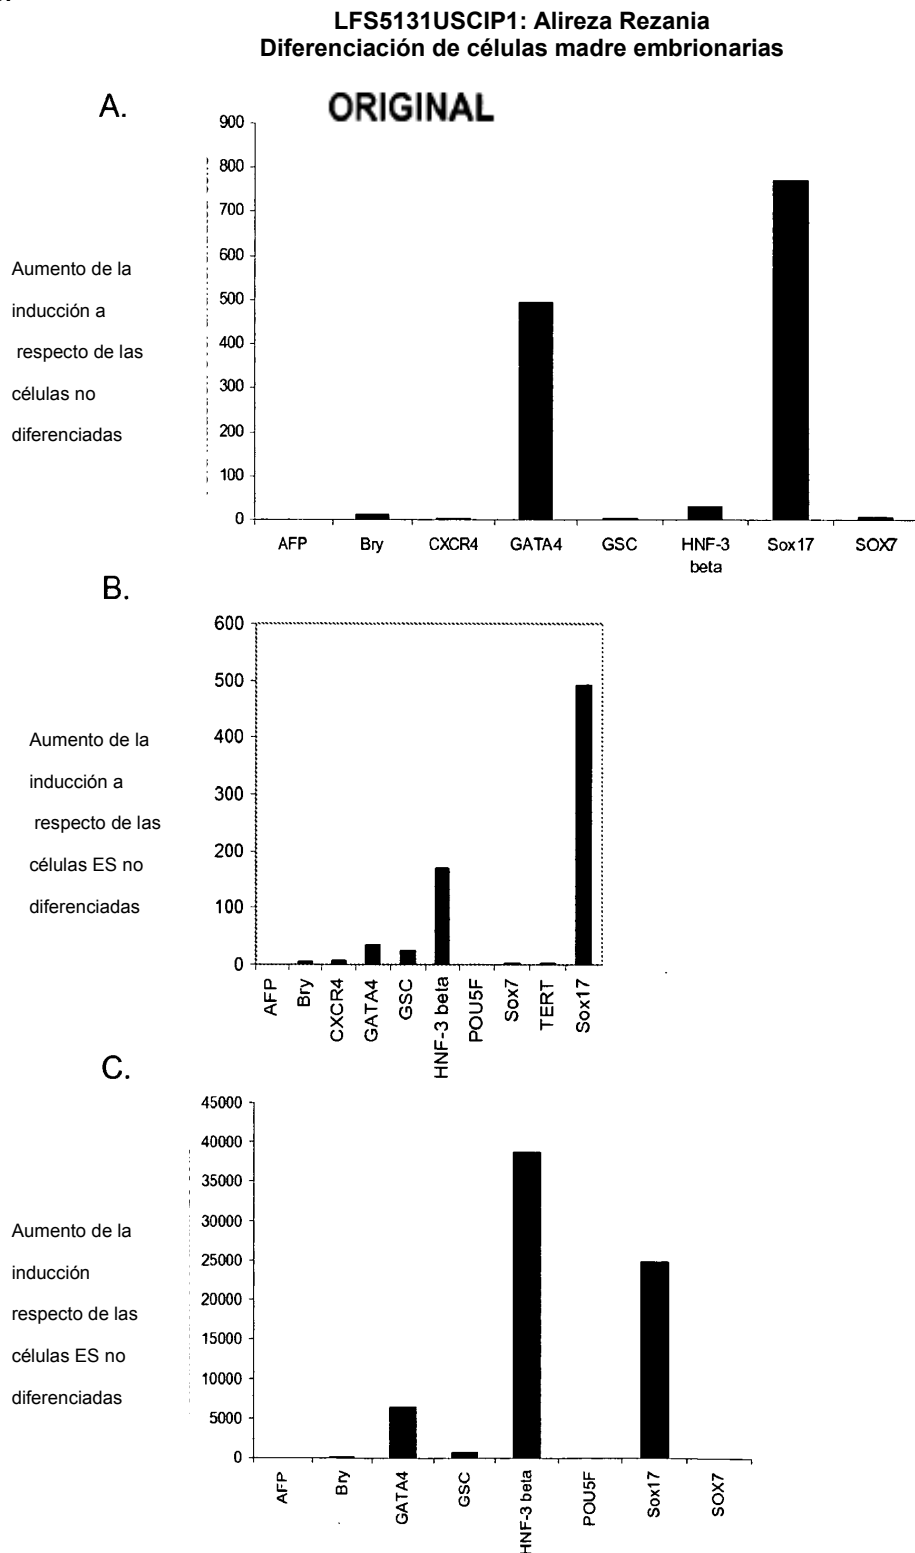 LFS5131USCIP1: Alireza Rezania
Diferenciación de células madre embrionarias
A.
ORIGINAL
900
800
700
600
500
400
300
200
100
0
Aumento de la
inducción a
respecto de las
células no
diferenciadas
AFP Bry CXCR4 GATA4 GSC HNF-3 beta Sox17 SOX7
B.
600
500
400
300
200
100
0
Aumento de la
inducción a
respecto de las
células ES no
diferenciadas
AFP
Bry
CXCR4
GATA4
GSC
HNF-3 beta
POU5F
Sox7
TERT
Sox17
C.
45000
40000
35000
30000
25000
20000
15000
10000
5000
0
Aumento de la
inducción
respecto de las
células ES no
diferenciadas
AFP
Bry
GATA4
GSC
HNF-3 beta
POU5F
Sox17
SOX7